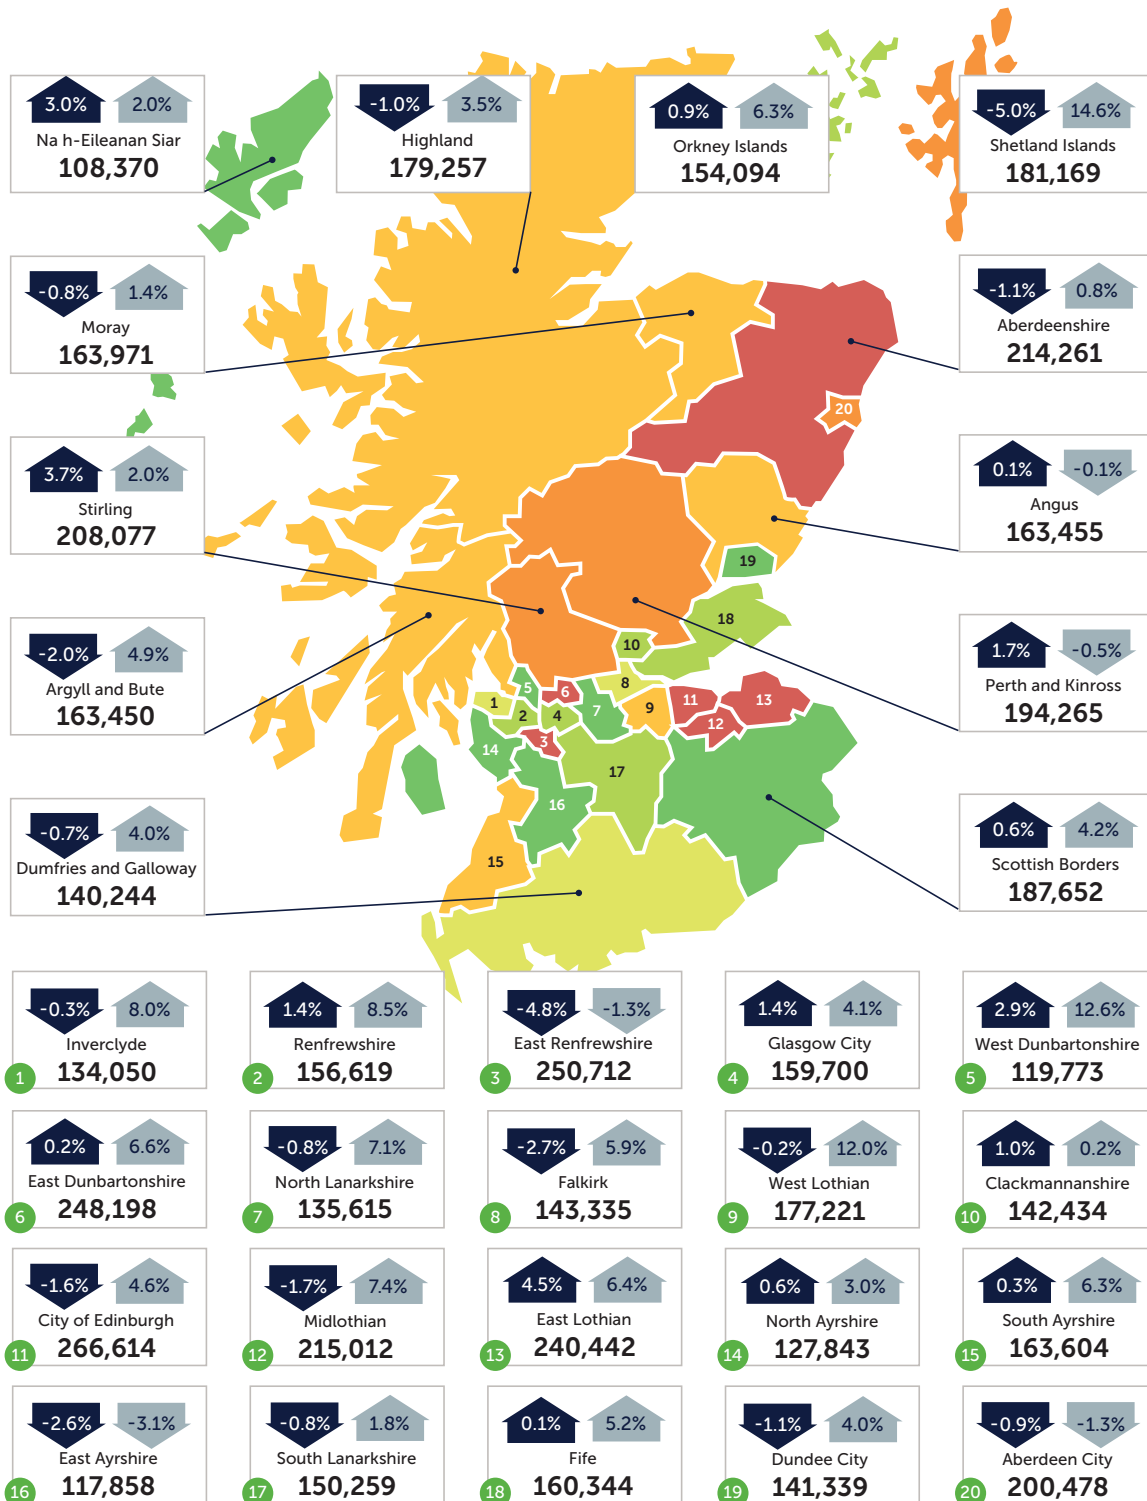 3.0% 2.0%
Na h-Eileanan Siar
108,370
-1.0% 3.5%
Highland
179,257
0.9% 6.3%
Orkney Islands
154,094
-5.0% 14.6%
Shetland Islands
181,169
-0.8% 1.4%
Moray
163,971
-1.1% 0.8%
Aberdeenshire
214,261
3.7% 2.0%
Stirling
208,077
0.1% -0.1%
Angus
163,455
-2.0% 4.9%
Argyll and Bute
163,450
1.7% -0.5%
Perth and Kinross
194,265
-0.7% 4.0%
Dumfries and Galloway
140,244
0.6% 4.2%
Scottish Borders
187,652
20
19
18
10
8
5
6
1
2
4
7
9
11
13
12
3
14
17
16
15
-0.3% 8.0%
Inverclyde
1 134,050
1.4% 8.5%
Renfrewshire
2 156,619
-4.8% -1.3%
East Renfrewshire
3 250,712
1.4% 4.1%
Glasgow City
4 159,700
2.9% 12.6%
West Dunbartonshire
5 119,773
0.2% 6.6%
East Dunbartonshire
6 248,198
-0.8% 7.1%
North Lanarkshire
7 135,615
-2.7% 5.9%
Falkirk
8 143,335
-0.2% 12.0%
West Lothian
9 177,221
1.0% 0.2%
Clackmannanshire
10 142,434
-1.6% 4.6%
City of Edinburgh
11 266,614
-1.7% 7.4%
Midlothian
12 215,012
4.5% 6.4%
East Lothian
13 240,442
0.6% 3.0%
North Ayrshire
14 127,843
0.3% 6.3%
South Ayrshire
15 163,604
-2.6% -3.1%
East Ayrshire
16 117,858
-0.8% 1.8%
South Lanarkshire
17 150,259
0.1% 5.2%
Fife
18 160,344
-1.1% 4.0%
Dundee City
19 141,339
-0.9% -1.3%
Aberdeen City
20 200,478